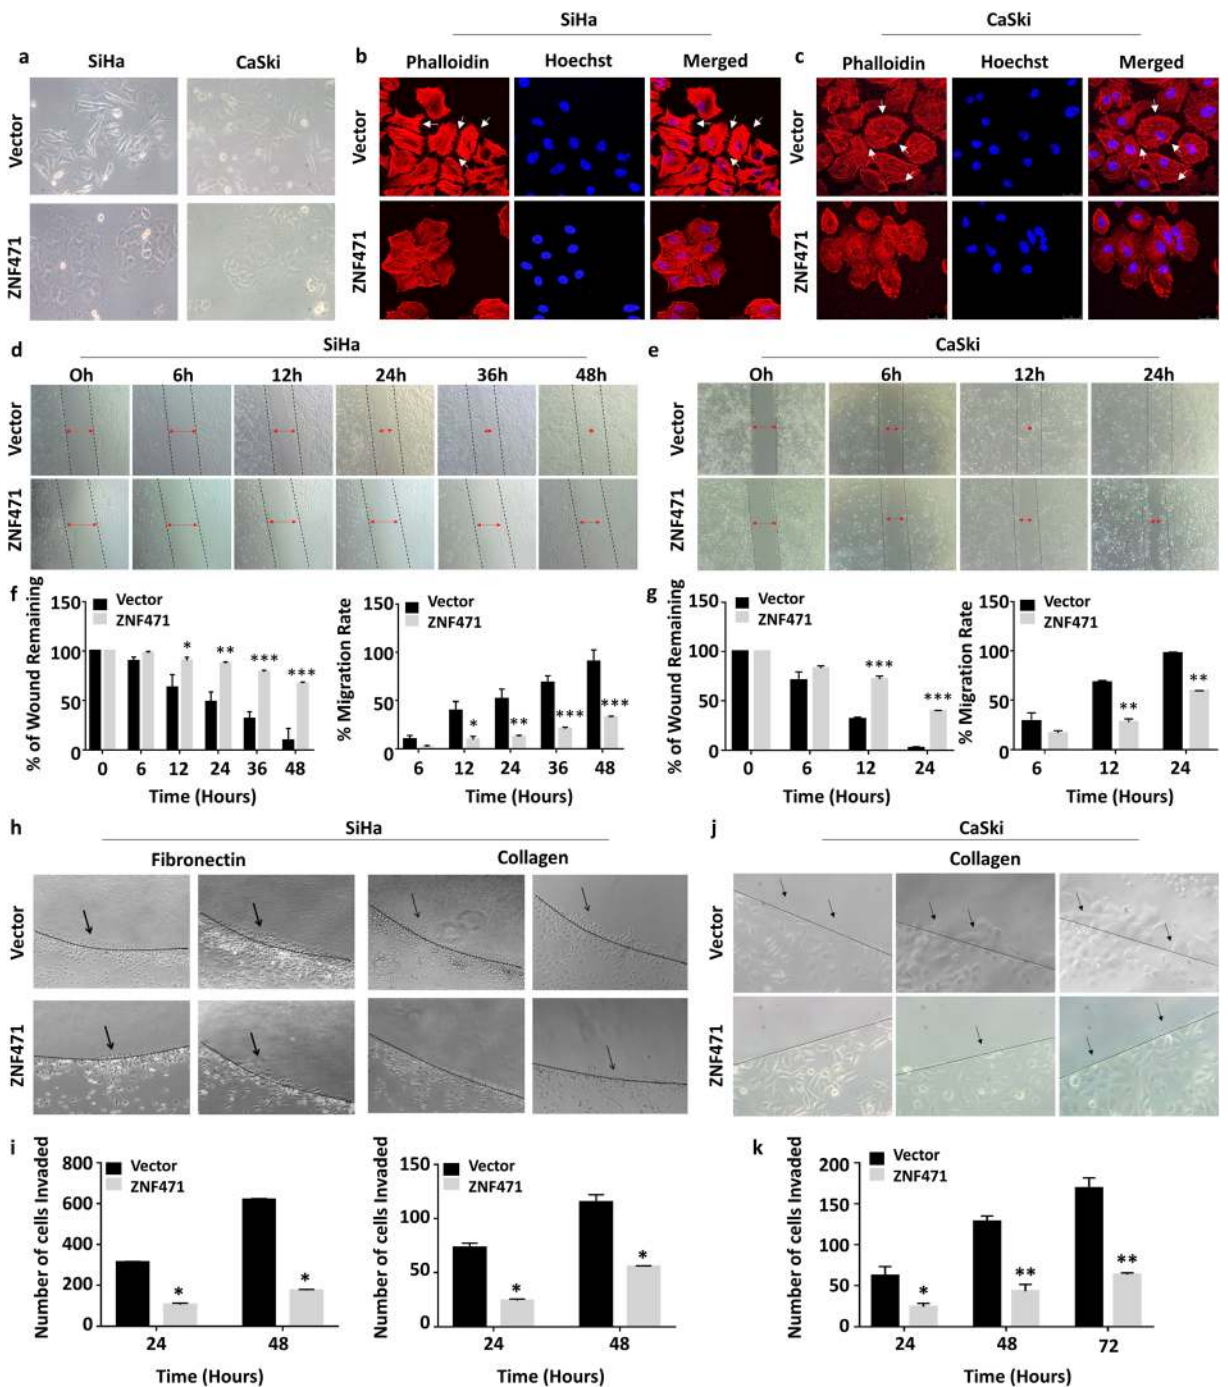 SiHa
CaSki
a
SiHa
CaSki
b
Phalloidin
Hoechst
Merged
c
Phalloidin
Hoechst
Merged
Vector
Vector
Vector
ZNF471
ZNF471
ZNF471
d
SiHa
e
CaSki
Oh
6h
12h
24h
36h
48h
Oh
6h
12h
24h
Vector
Vector
ZNF471
ZNF471
f
% of Wound Remaining
150
100
50
0
Vector
ZNF471
*
**
***
***
0
6
12
24
36
48
Time (Hours)
% Migration Rate
150
100
50
0
Vector
ZNF471
*
**
***
***
6
12
24
36
48
Time (Hours)
g
% of Wound Remaining
150
100
50
0
Vector
ZNF471
***
***
0
6
12
24
Time (Hours)
% Migration Rate
150
100
50
0
Vector
ZNF471
**
**
6
12
24
Time (Hours)
h
SiHa
Fibronectin
Collagen
Vector
ZNF471
j
CaSki
Collagen
Vector
ZNF471
i
Number of cells Invaded
800
600
400
200
0
Vector
ZNF471
*
*
24
48
Time (Hours)
Number of cells Invaded
150
100
50
0
Vector
ZNF471
*
*
24
48
Time (Hours)
k
Number of cells Invaded
200
150
100
50
0
Vector
ZNF471
*
**
**
24
48
72
Time (Hours)